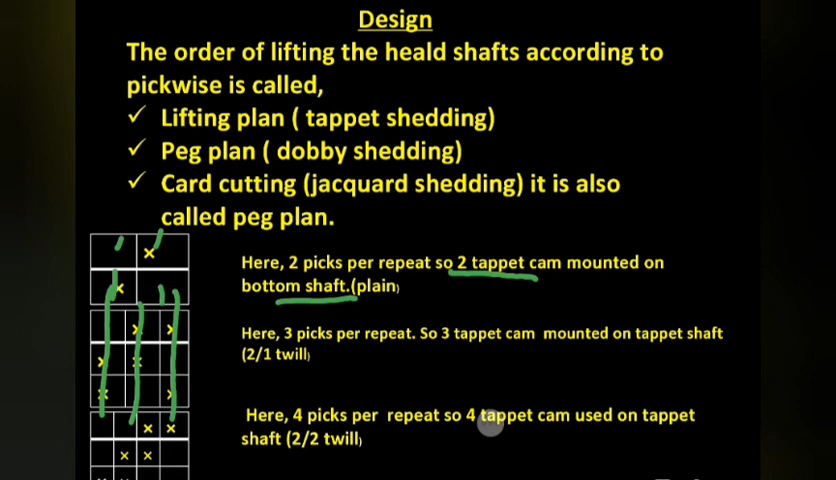 Design
The order of lifting the heald shafts according to
pickwise is called,
✓ Lifting plan ( tappet shedding)
✓ Peg plan ( dobby shedding)
✓ Card cutting (jacquard shedding) it is also
called peg plan.
Here, 2 picks per repeat so 2 tappet cam mounted on
bottom shaft.(plain)
Here, 3 picks per repeat. So 3 tappet cam mounted on tappet shaft
(2/1 twill)
Here, 4 picks per repeat so 4 tappet cam used on tappet
shaft (2/2 twill)